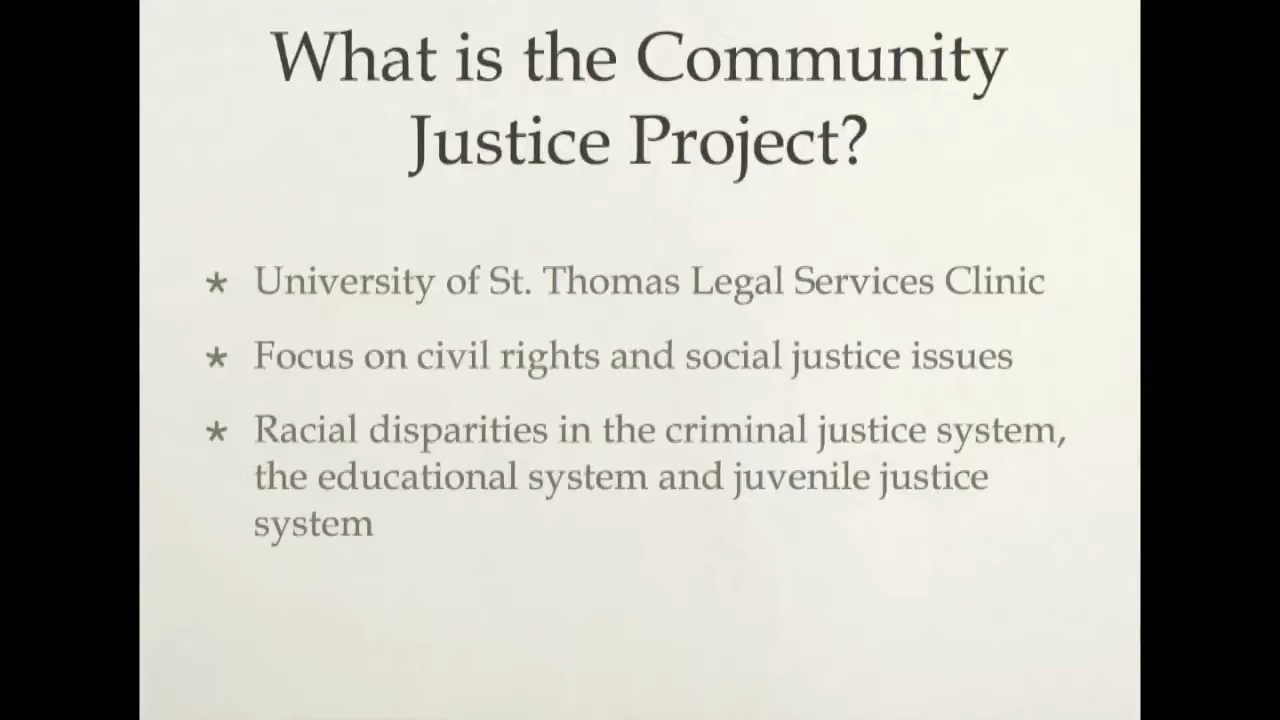 What is the Community
Justice Project?
* University of St. Thomas Legal Services Clinic
* Focus on civil rights and social justice issues
* Racial disparities in the criminal justice system,
the educational system and juvenile justice
system